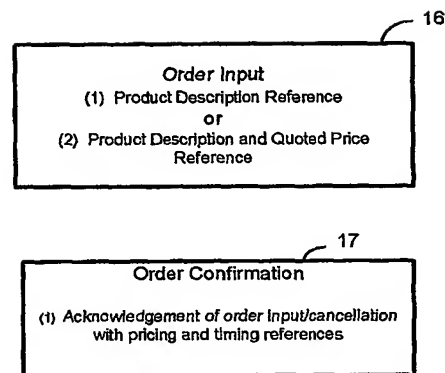 16
Order Input
(1) Product Description Reference
or
(2) Product Description and Quoted Price
Reference
17
Order Confirmation
(1) Acknowledgement of order input/cancellation
with pricing and timing references